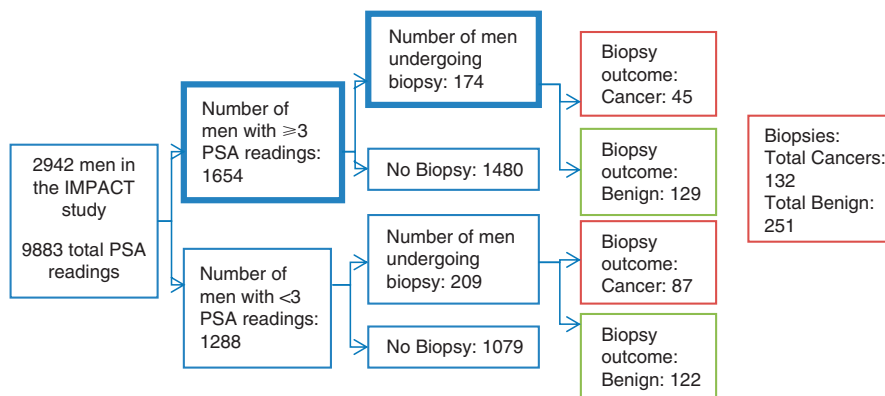 2942 men in
the IMPACT
study
9883 total PSA
readings
Number of
men with ⩾3
PSA readings:
1654
Number of
men with <3
PSA readings:
1288
Number of men
undergoing
biopsy: 174
No Biopsy: 1480
Number of men
undergoing
biopsy: 209
No Biopsy: 1079
Biopsy
outcome:
Cancer: 45
Biopsy
outcome:
Benign: 129
Biopsy
outcome:
Cancer: 87
Biopsy
outcome:
Benign: 122
Biopsies:
Total Cancers:
132
Total Benign:
251